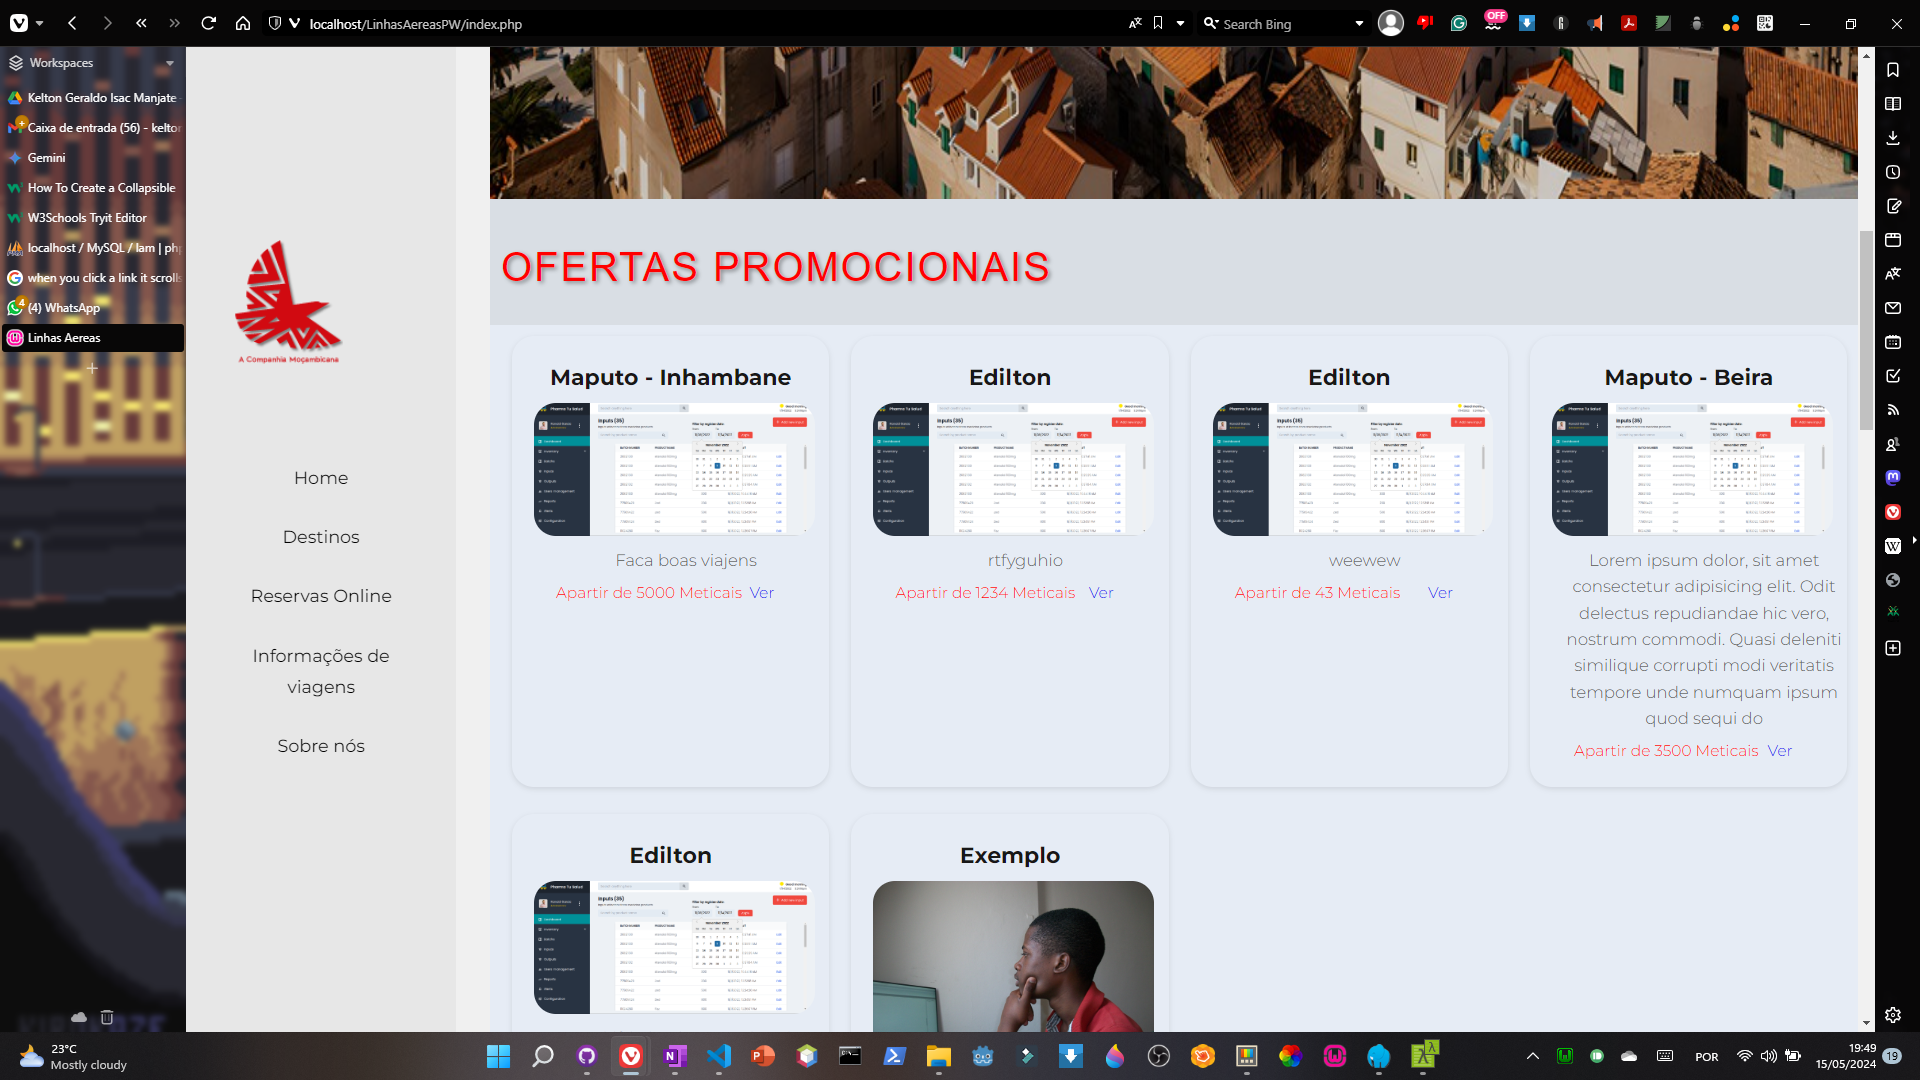 localhost/LinhasAereasPW/index.php
Search Bing
OFF
Workspaces
Kelton Geraldo Isac Manjate
Caixa de entrada (56) - kelto
Gemini
How To Create a Collapsible
W3Schools Tryit Editor
localhost / MySQL / lam | ph
when you click a link it scrolls
4
(4) WhatsApp
Linhas Aereas
A Companhia Moçambicana
Home
Destinos
Reservas Online
Informações de
viagens
Sobre nós
OFERTAS PROMOCIONAIS
Maputo - Inhambane
Faca boas viajens
Apartir de 5000 Meticais Ver
Edilton
rtfyguhio
Apartir de 1234 Meticais Ver
Edilton
weewew
Apartir de 43 Meticais Ver
Maputo - Beira
Lorem ipsum dolor, sit amet
consectetur adipisicing elit. Odit
delectus repudiandae hic vero,
nostrum commodi. Quasi deleniti
similique corrupti modi veritatis
tempore unde numquam ipsum
quod sequi do
Apartir de 3500 Meticais Ver
Edilton
Exemplo
23°C
Mostly cloudy
POR
19:49
15/05/2024
19